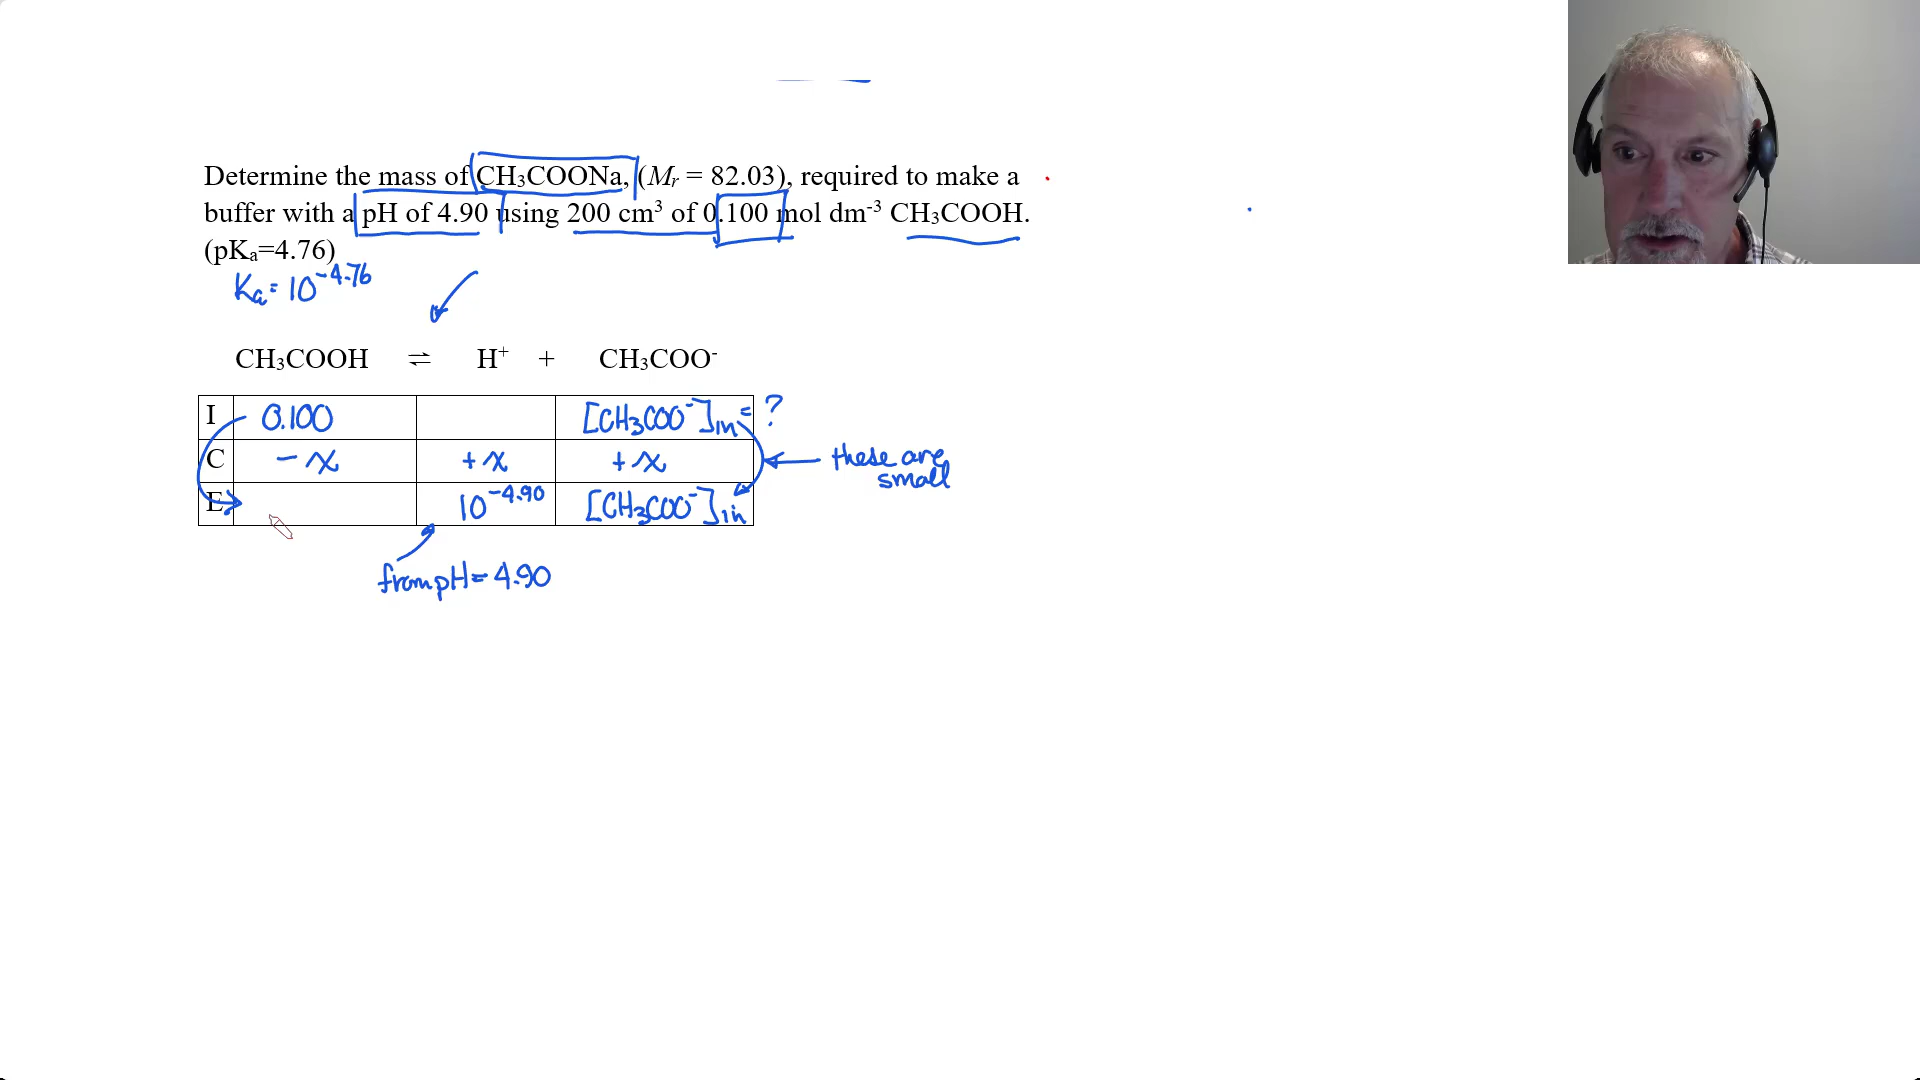 Determine the mass of CH₃COONa, (Mᵣ = 82.03), required to make a
buffer with a pH of 4.90 using 200 cm³ of 0.100 mol dm⁻³ CH₃COOH.
(pKₐ=4.76)
Kₐ = 10⁻⁴·⁷⁶
CH₃COOH ⇌ H⁺ + CH₃COO⁻
I 0.100 [CH₃COO⁻]in = ?
C - x + x + x these are
small
E 10⁻⁴·⁹⁰ [CH₃COO⁻]in
from pH = 4.90